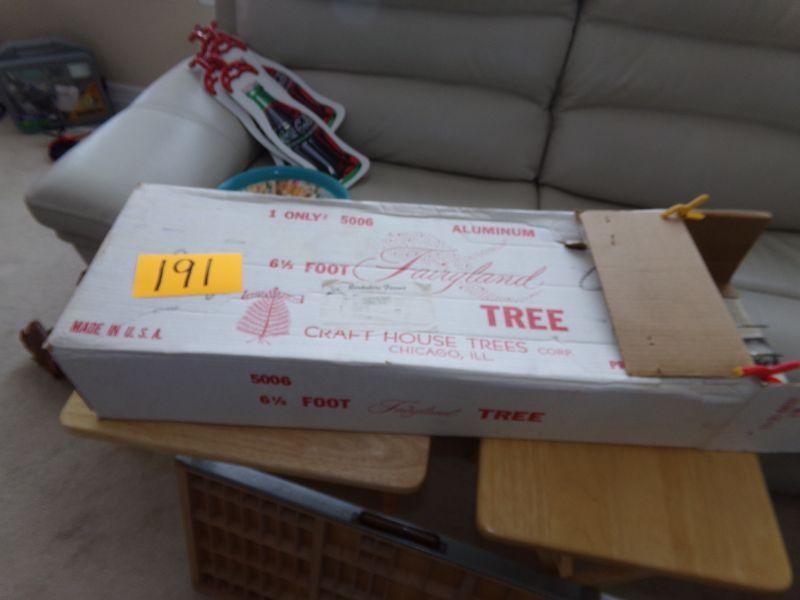 1 ONLY: 5006
ALUMINUM
191
6½ FOOT Fairyland
TREE
MADE IN U.S.A.
CRAFT HOUSE TREES CORP.
CHICAGO, ILL.
5006
6½ FOOT Fairyland TREE